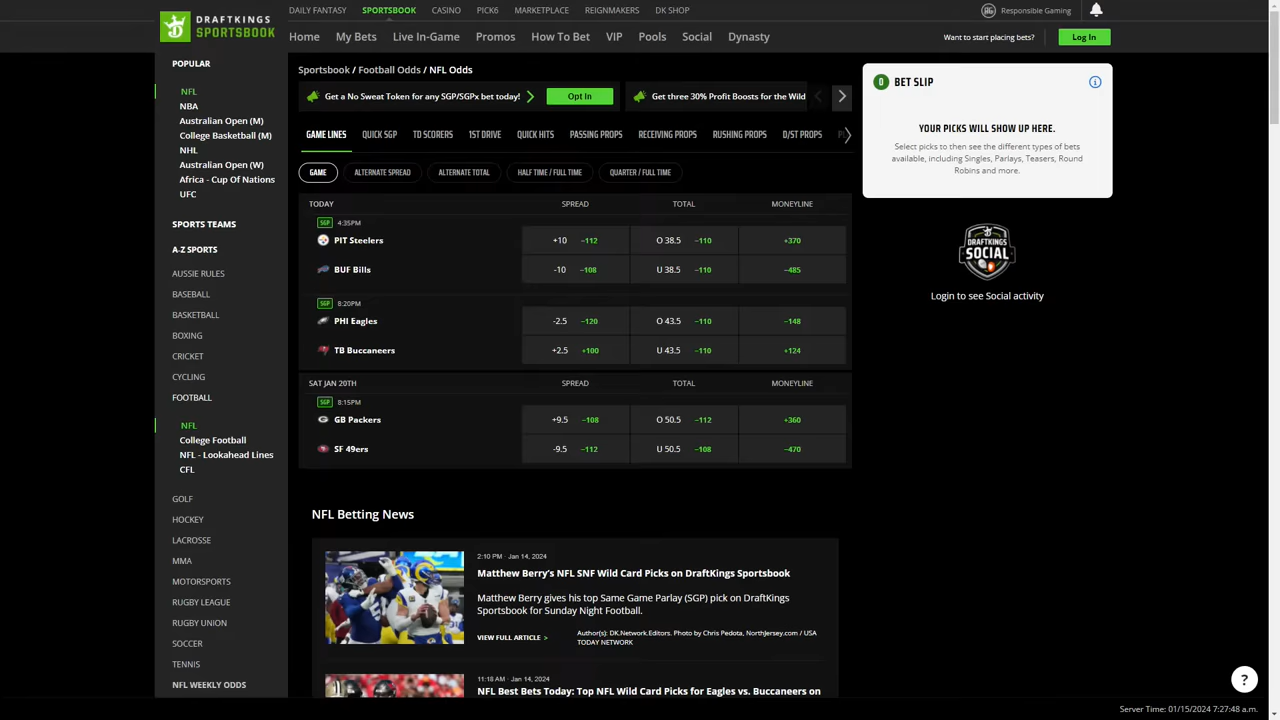 DRAFTKINGS
SPORTSBOOK
DAILY FANTASY SPORTSBOOK CASINO PICK6 MARKETPLACE REIGNMAKERS DK SHOP
RG Responsible Gaming
Home My Bets Live In-Game Promos How To Bet VIP Pools Social Dynasty
Want to start placing bets? Log In
POPULAR
NFL
NBA
Australian Open (M)
College Basketball (M)
NHL
Australian Open (W)
Africa - Cup Of Nations
UFC
SPORTS TEAMS
A-Z SPORTS
AUSSIE RULES
BASEBALL
BASKETBALL
BOXING
CRICKET
CYCLING
FOOTBALL
NFL
College Football
NFL - Lookahead Lines
CFL
GOLF
HOCKEY
LACROSSE
MMA
MOTORSPORTS
RUGBY LEAGUE
RUGBY UNION
SOCCER
TENNIS
NFL WEEKLY ODDS
Sportsbook / Football Odds / NFL Odds
Get a No Sweat Token for any SGP/SGPx bet today! Opt In Get three 30% Profit Boosts for the Wild
GAME LINES QUICK SGP TD SCORERS 1ST DRIVE QUICK HITS PASSING PROPS RECEIVING PROPS RUSHING PROPS D/ST PROPS
GAME ALTERNATE SPREAD ALTERNATE TOTAL HALF TIME / FULL TIME QUARTER / FULL TIME
TODAY SPREAD TOTAL MONEYLINE
SGP 4:35PM
PIT Steelers +10 −112 O 38.5 −110 +370
BUF Bills -10 −108 U 38.5 −110 −485
SGP 8:20PM
PHI Eagles -2.5 −120 O 43.5 −110 −148
TB Buccaneers +2.5 +100 U 43.5 −110 +124
SAT JAN 20TH SPREAD TOTAL MONEYLINE
SGP 8:15PM
GB Packers +9.5 −108 O 50.5 −112 +360
SF 49ers -9.5 −112 U 50.5 −108 −470
NFL Betting News
2:10 PM · Jan 14, 2024
Matthew Berry's NFL SNF Wild Card Picks on DraftKings Sportsbook
Matthew Berry gives his top Same Game Parlay (SGP) pick on DraftKings
Sportsbook for Sunday Night Football.
VIEW FULL ARTICLE >
Author(s): DK.Network.Editors. Photo by Chris Pedota, NorthJersey.com / USA
TODAY NETWORK
11:18 AM · Jan 14, 2024
NFL Best Bets Today: Top NFL Wild Card Picks for Eagles vs. Buccaneers on
0 BET SLIP
YOUR PICKS WILL SHOW UP HERE.
Select picks to then see the different types of bets
available, including Singles, Parlays, Teasers, Round
Robins and more.
DRAFTKINGS
SOCIAL
Login to see Social activity
?
Server Time: 01/15/2024 7:27:48 a.m.